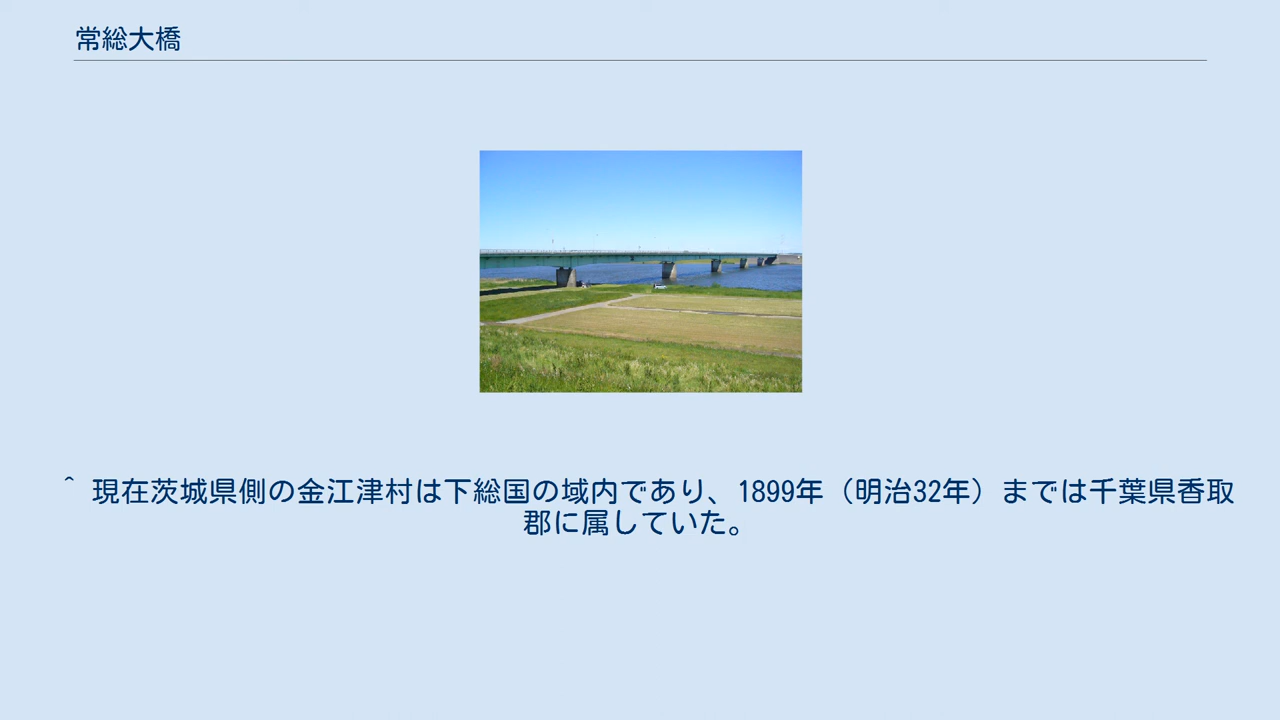 常総大橋
^ 現在茨城県側の金江津村は下総国の域内であり、1899年（明治32年）までは千葉県香取
郡に属していた。